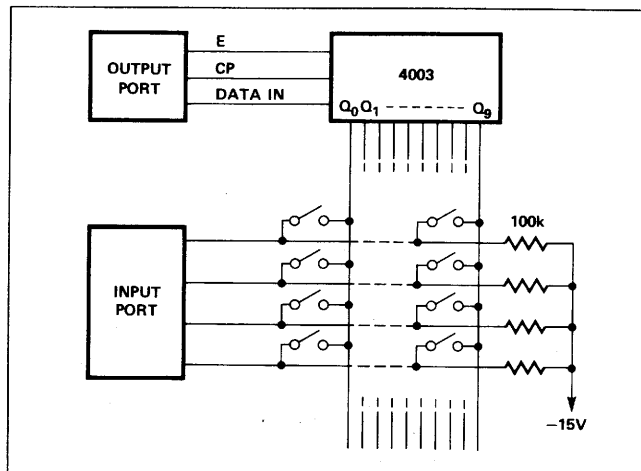 E
OUTPUT
PORT
CP
4003
DATA IN
Q0 Q1 Q9
100k
INPUT
PORT
−15V